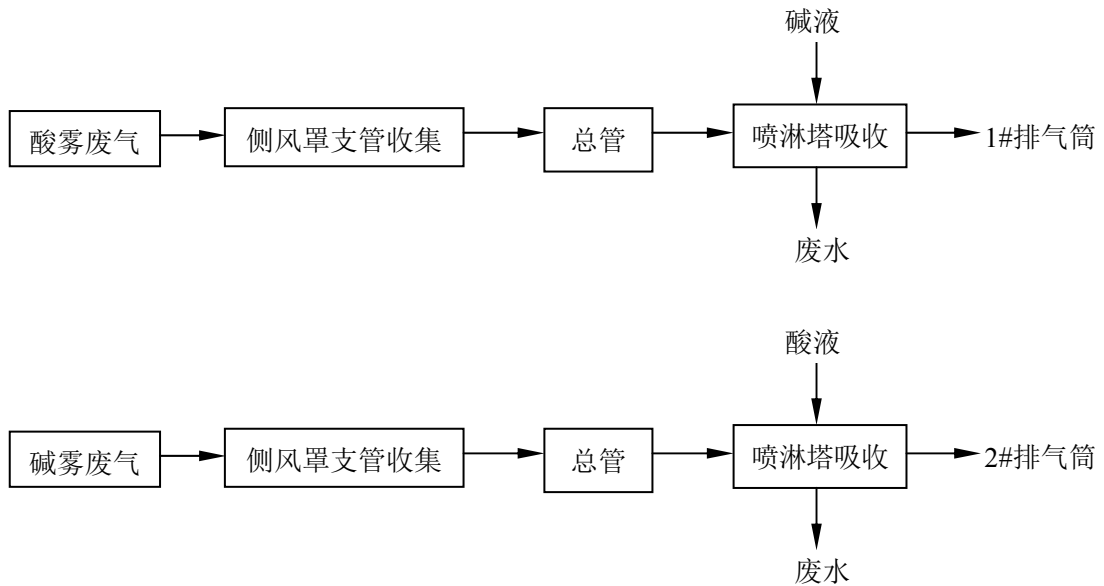 碱液
酸雾废气
侧风罩支管收集
总管
喷淋塔吸收
1#排气筒
废水
酸液
碱雾废气
侧风罩支管收集
总管
喷淋塔吸收
2#排气筒
废水